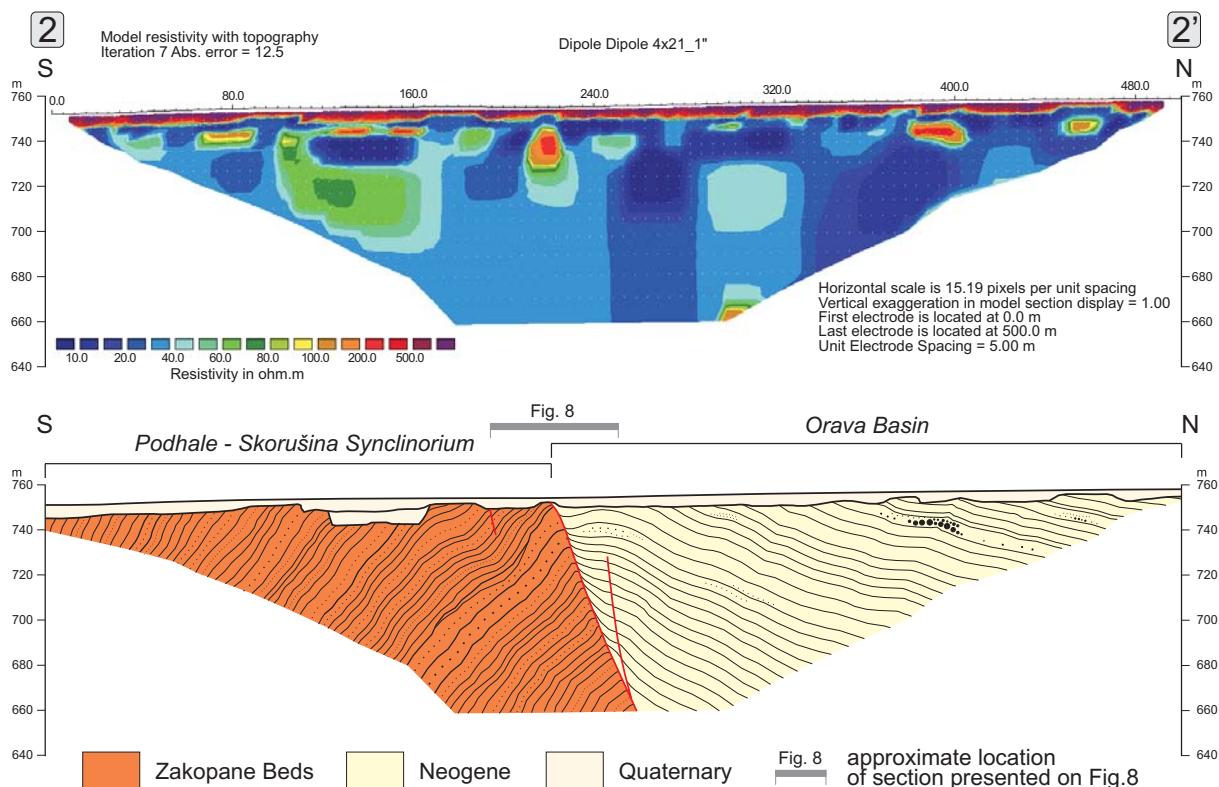 2
2'
Model resistivity with topography
Iteration 7 Abs. error = 12.5
Dipole Dipole 4x21_1"
S
N
m
m
0.0 80.0 160.0 240.0 320.0 400.0 480.0
760
740
720
700
680
660
640
760
740
720
700
680
660
640
Horizontal scale is 15.19 pixels per unit spacing
Vertical exaggeration in model section display = 1.00
First electrode is located at 0.0 m
Last electrode is located at 500.0 m
Unit Electrode Spacing = 5.00 m
10.0 20.0 40.0 60.0 80.0 100.0 200.0 500.0
Resistivity in ohm.m
Fig. 8
S
N
Podhale - Skorušina Synclinorium
Orava Basin
m
m
760
740
720
700
680
660
640
760
740
720
700
680
660
640
Zakopane Beds
Neogene
Quaternary
Fig. 8
approximate location
of section presented on Fig.8